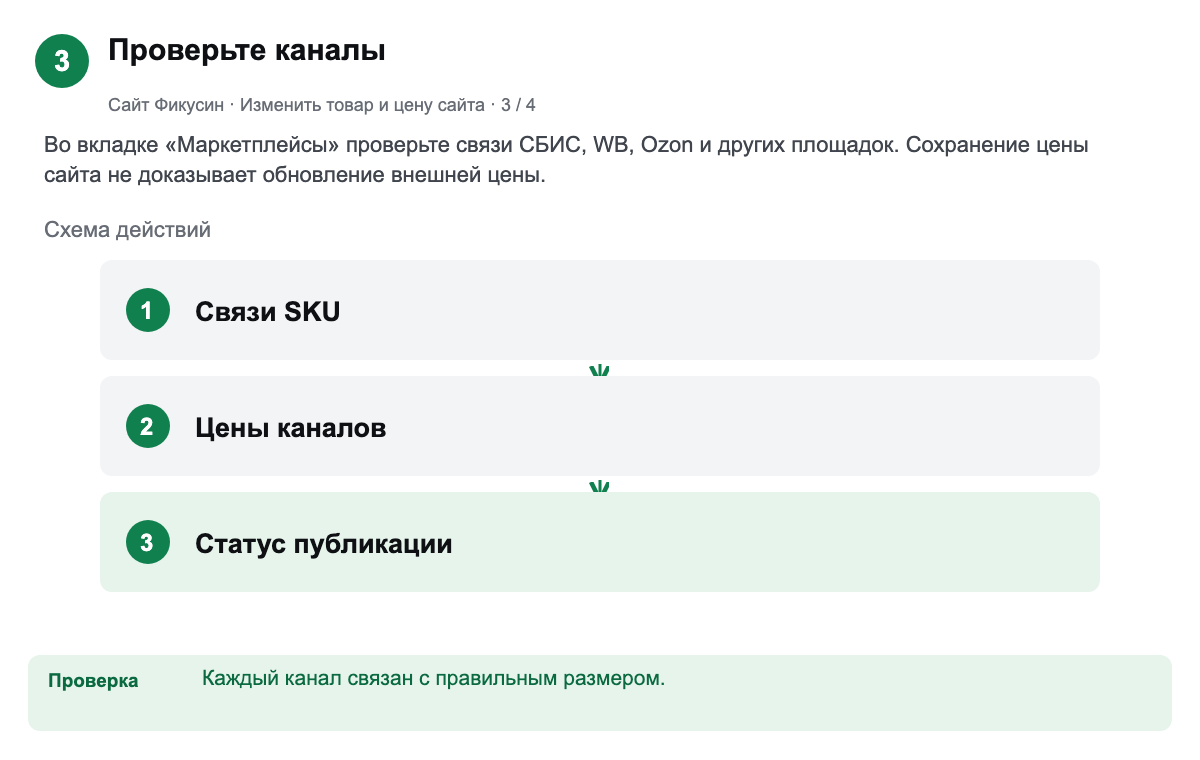 3
Проверьте каналы
Сайт Фикусин · Изменить товар и цену сайта · 3 / 4
Во вкладке «Маркетплейсы» проверьте связи СБИС, WB, Ozon и других площадок. Сохранение цены
сайта не доказывает обновление внешней цены.
Схема действий
1 Связи SKU
2 Цены каналов
3 Статус публикации
Проверка Каждый канал связан с правильным размером.